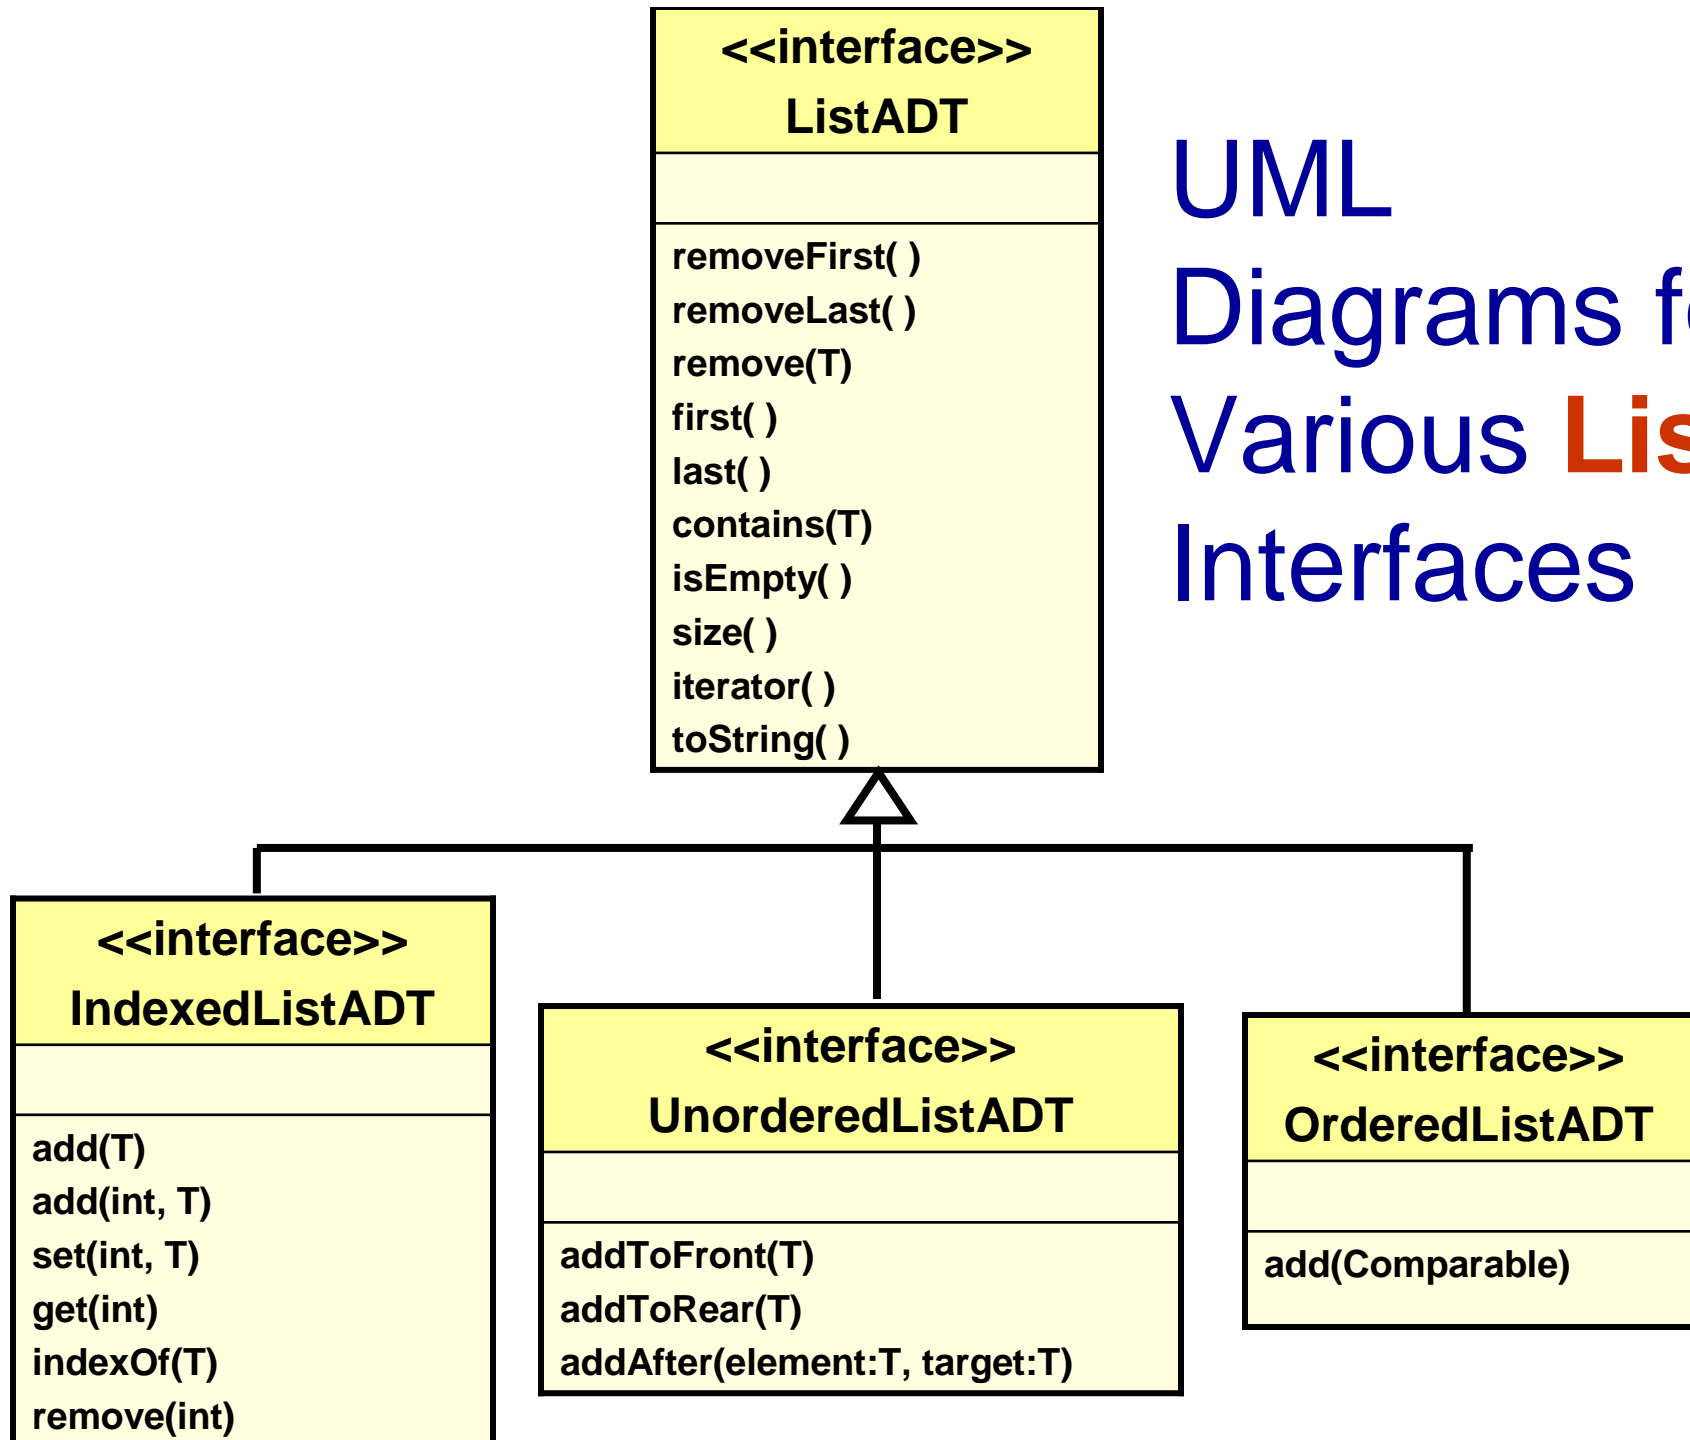 <<interface>>
ListADT
removeFirst( )
removeLast( )
remove(T)
first( )
last( )
contains(T)
isEmpty( )
size( )
iterator( )
toString( )
UML
Diagrams
Various
Interfaces
<<interface>>
IndexedListADT
add(T)
add(int, T)
set(int, T)
get(int)
indexOf(T)
remove(int)
<<interface>>
UnorderedListADT
addToFront(T)
addToRear(T)
addAfter(element:T, target:T)
<<interface>>
OrderedListADT
add(Comparable)